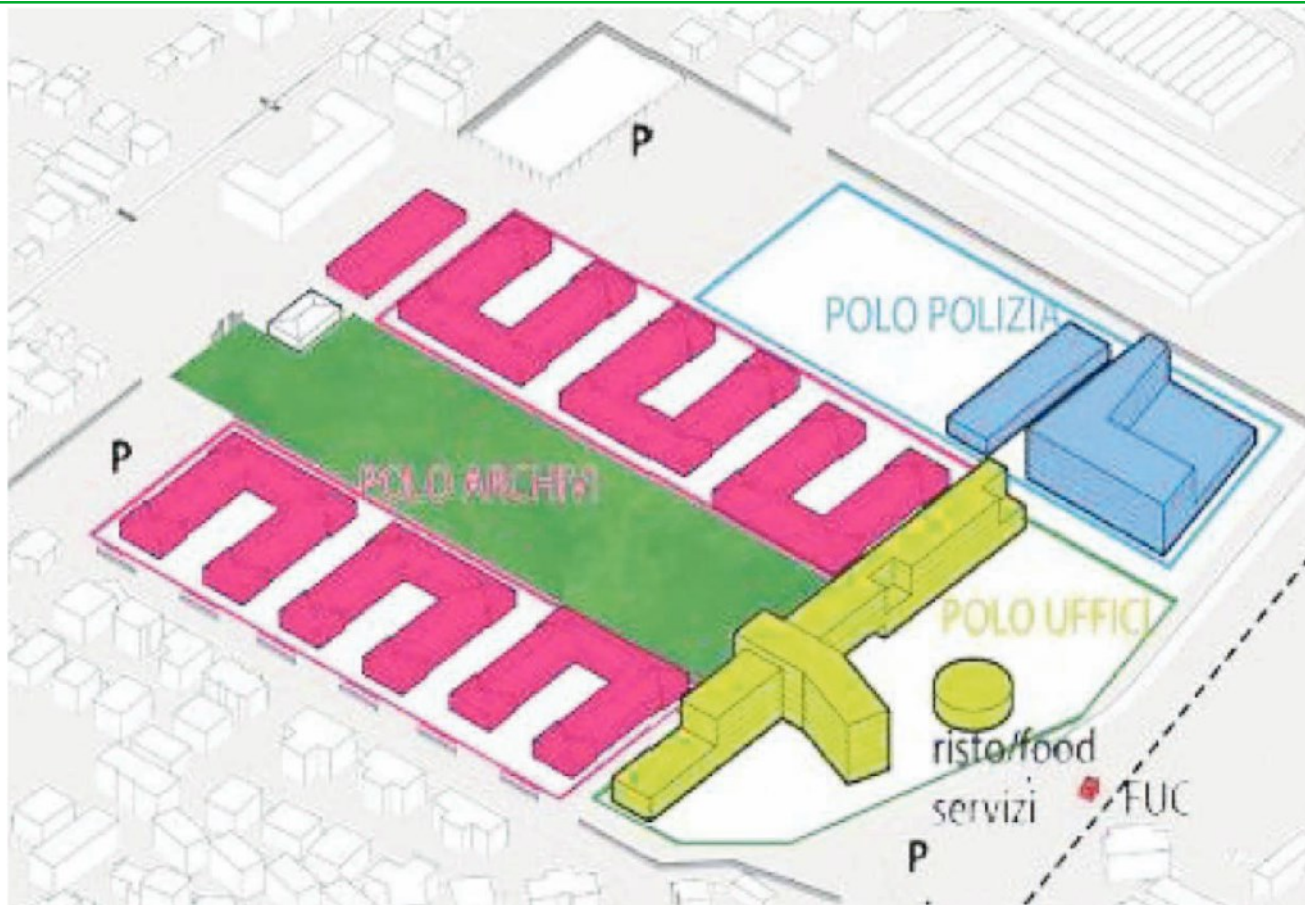 P
POLO POLIZIA
P
POLO ARCHIVI
POLO UFFICI
risto/food
servizi
FUC
P